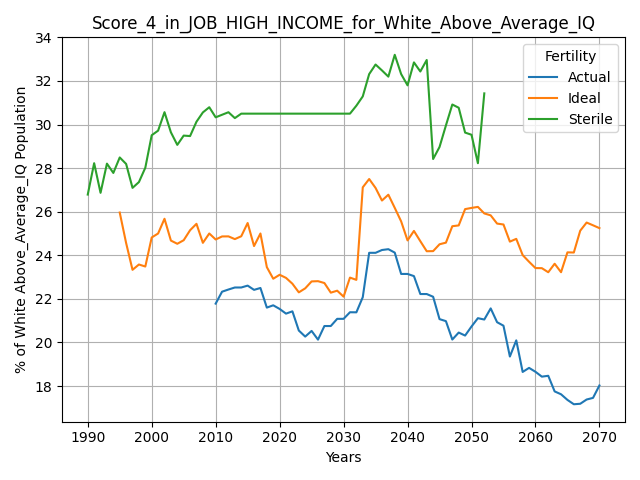 Score_4_in_JOB_HIGH_INCOME_for_White_Above_Average_IQ
% of White Above_Average_IQ Population
34
32
30
28
26
24
22
20
18
Fertility
Actual
Ideal
Sterile
1990 2000 2010 2020 2030 2040 2050 2060 2070
Years